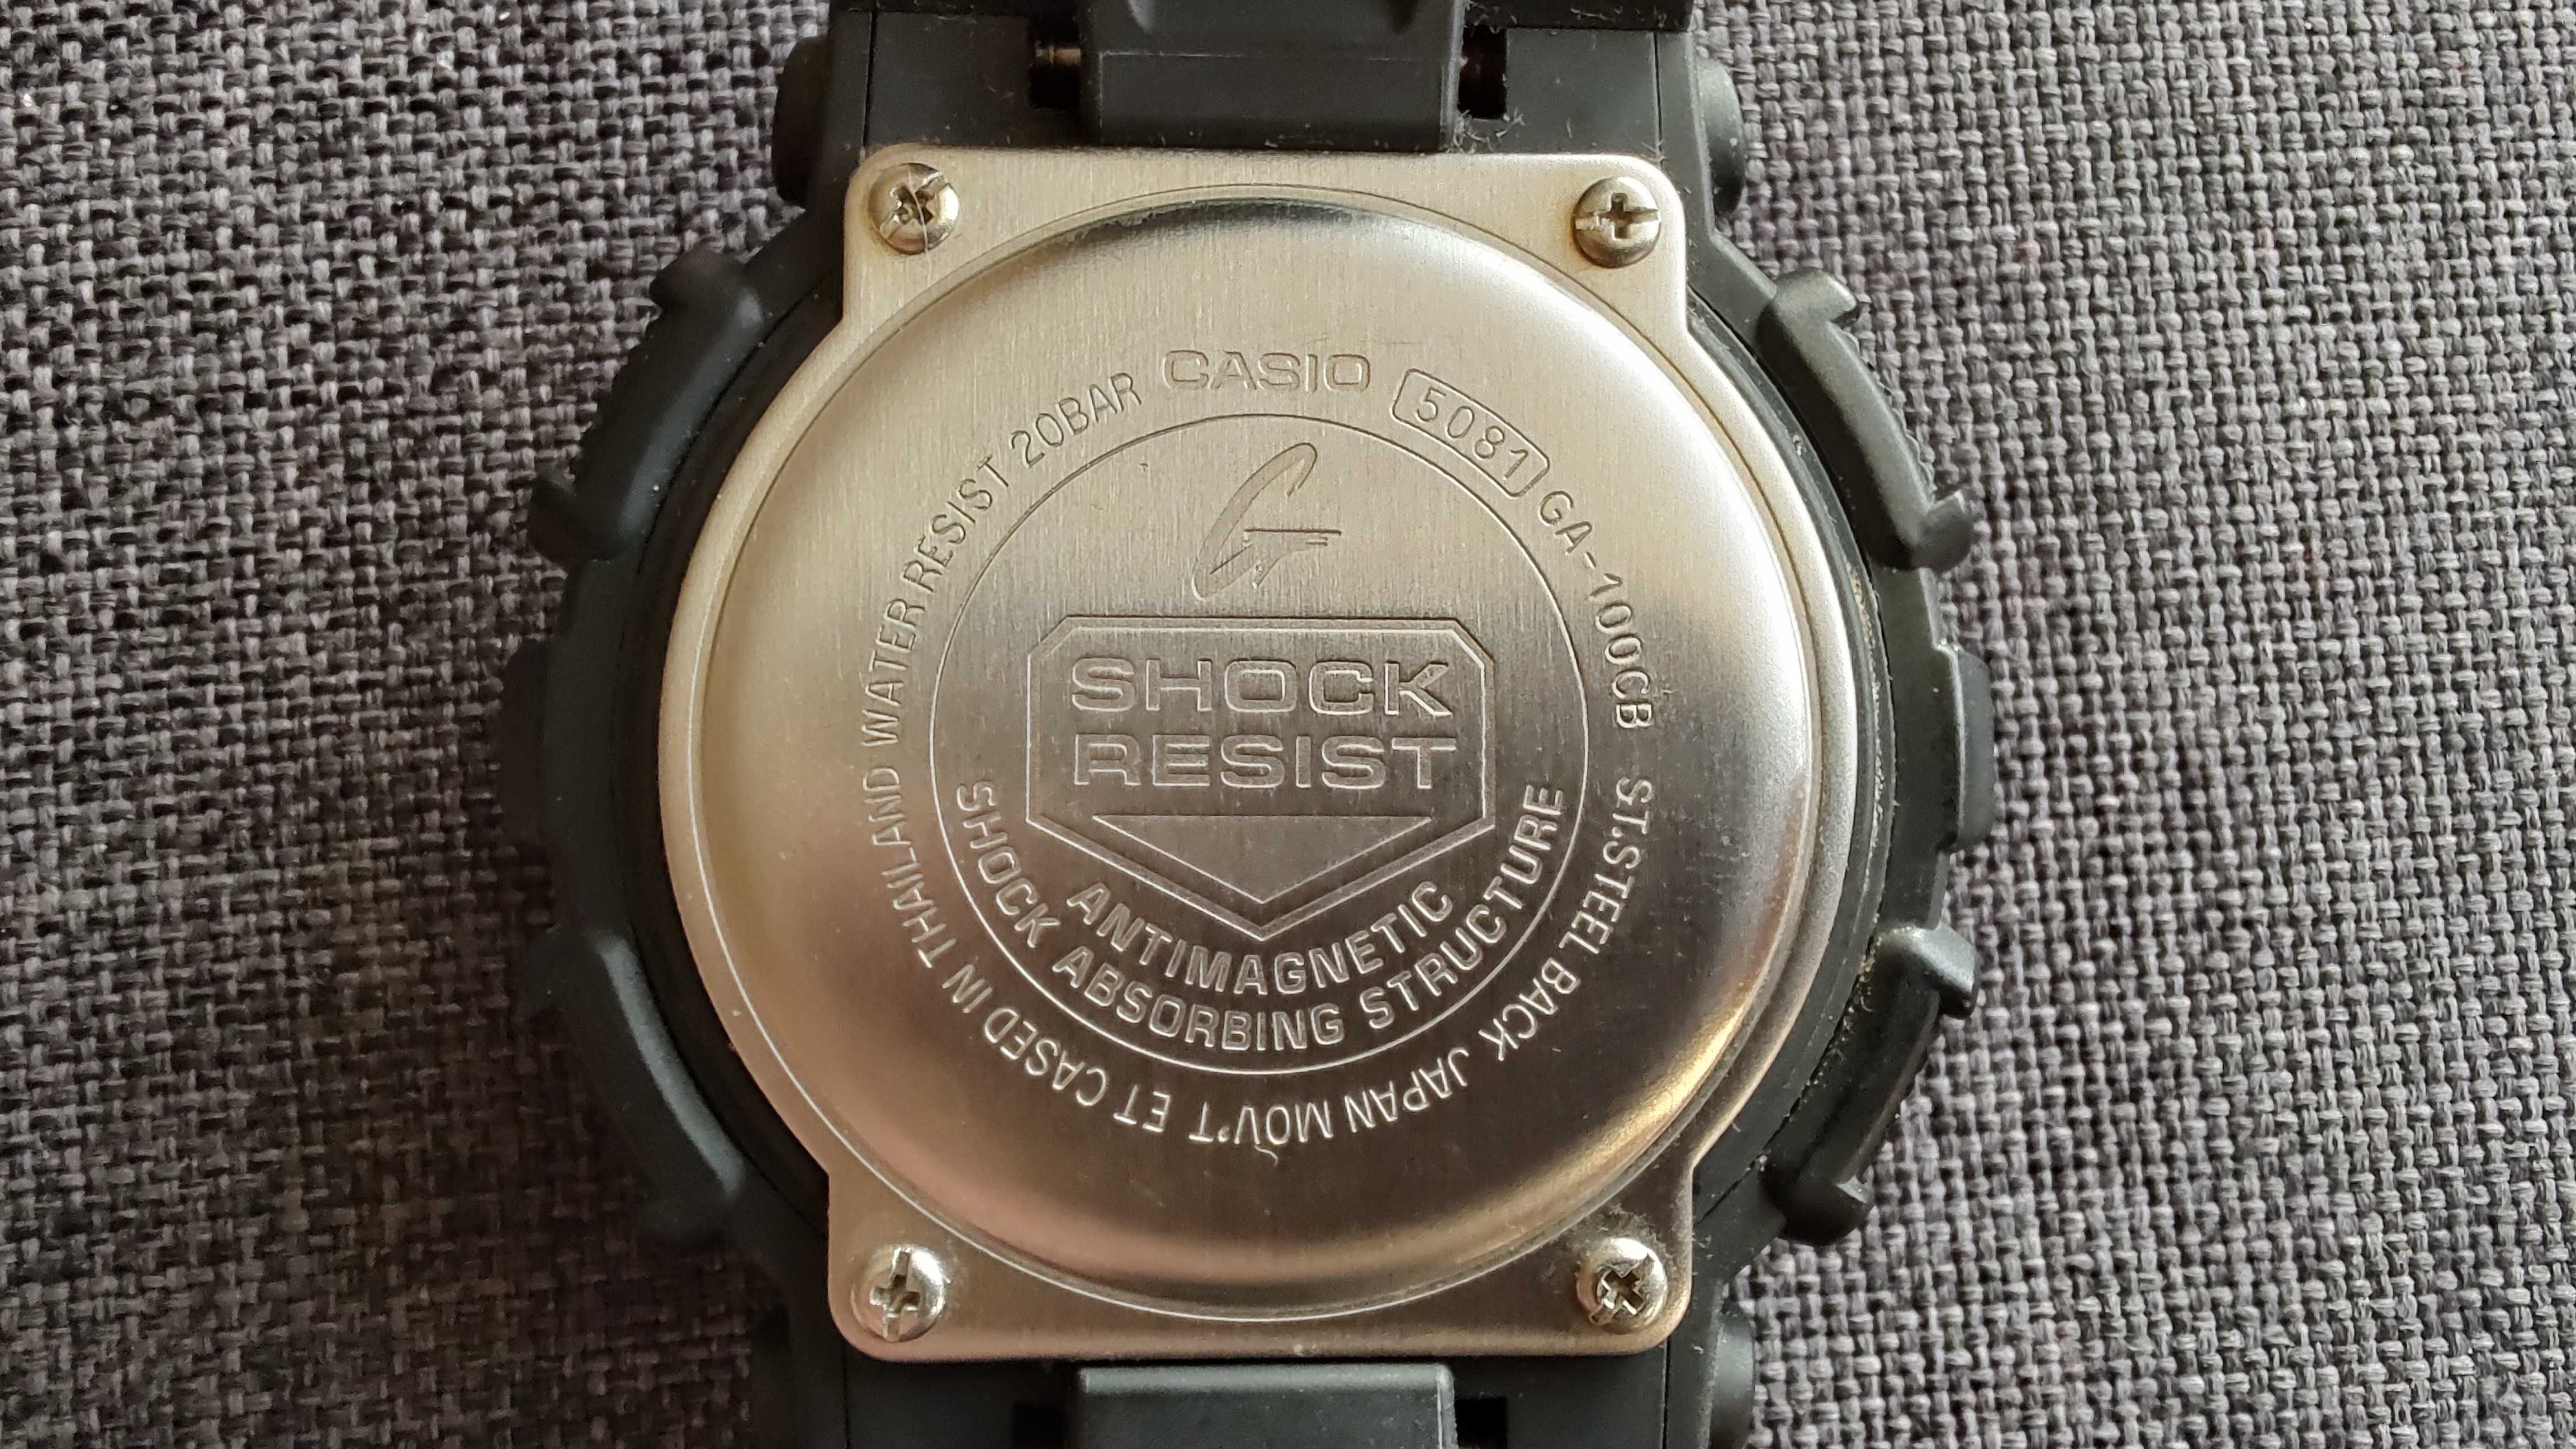 CASIO
5081
GA-100CB ST.STEEL BACK JAPAN MOV'T ET CASED IN THAILAND WATER RESIST 20BAR
G
SHOCK
RESIST
ANTIMAGNETIC
SHOCK ABSORBING STRUCTURE